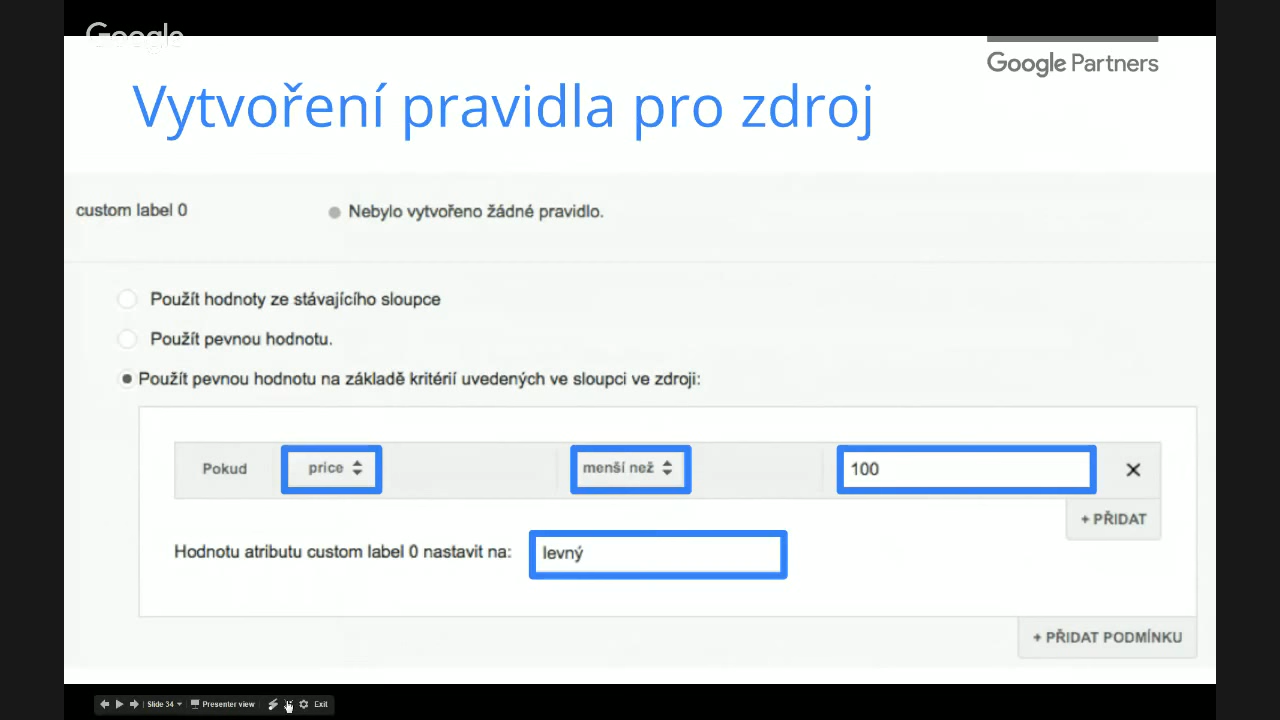 Google
Google Partners
Vytvoření pravidla pro zdroj
custom label 0
Nebylo vytvořeno žádné pravidlo.
Použít hodnoty ze stávajícího sloupce
Použít pevnou hodnotu.
Použít pevnou hodnotu na základě kritérií uvedených ve sloupci ve zdroji:
Pokud price menší než 100
+ PŘIDAT
Hodnotu atributu custom label 0 nastavit na: levný
+ PŘIDAT PODMÍNKU
Slide 34 Presenter view Exit